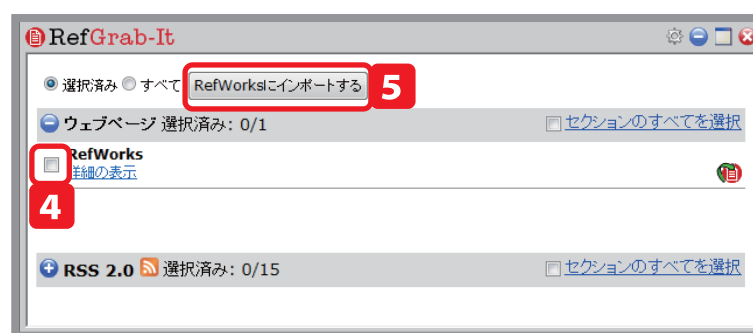 RefGrab-It
選択済み すべて RefWorksにインポートする 5
ウェブページ 選択済み: 0/1 セクションのすべてを選択
RefWorks
詳細の表示
4
RSS 2.0 選択済み: 0/15 セクションのすべてを選択